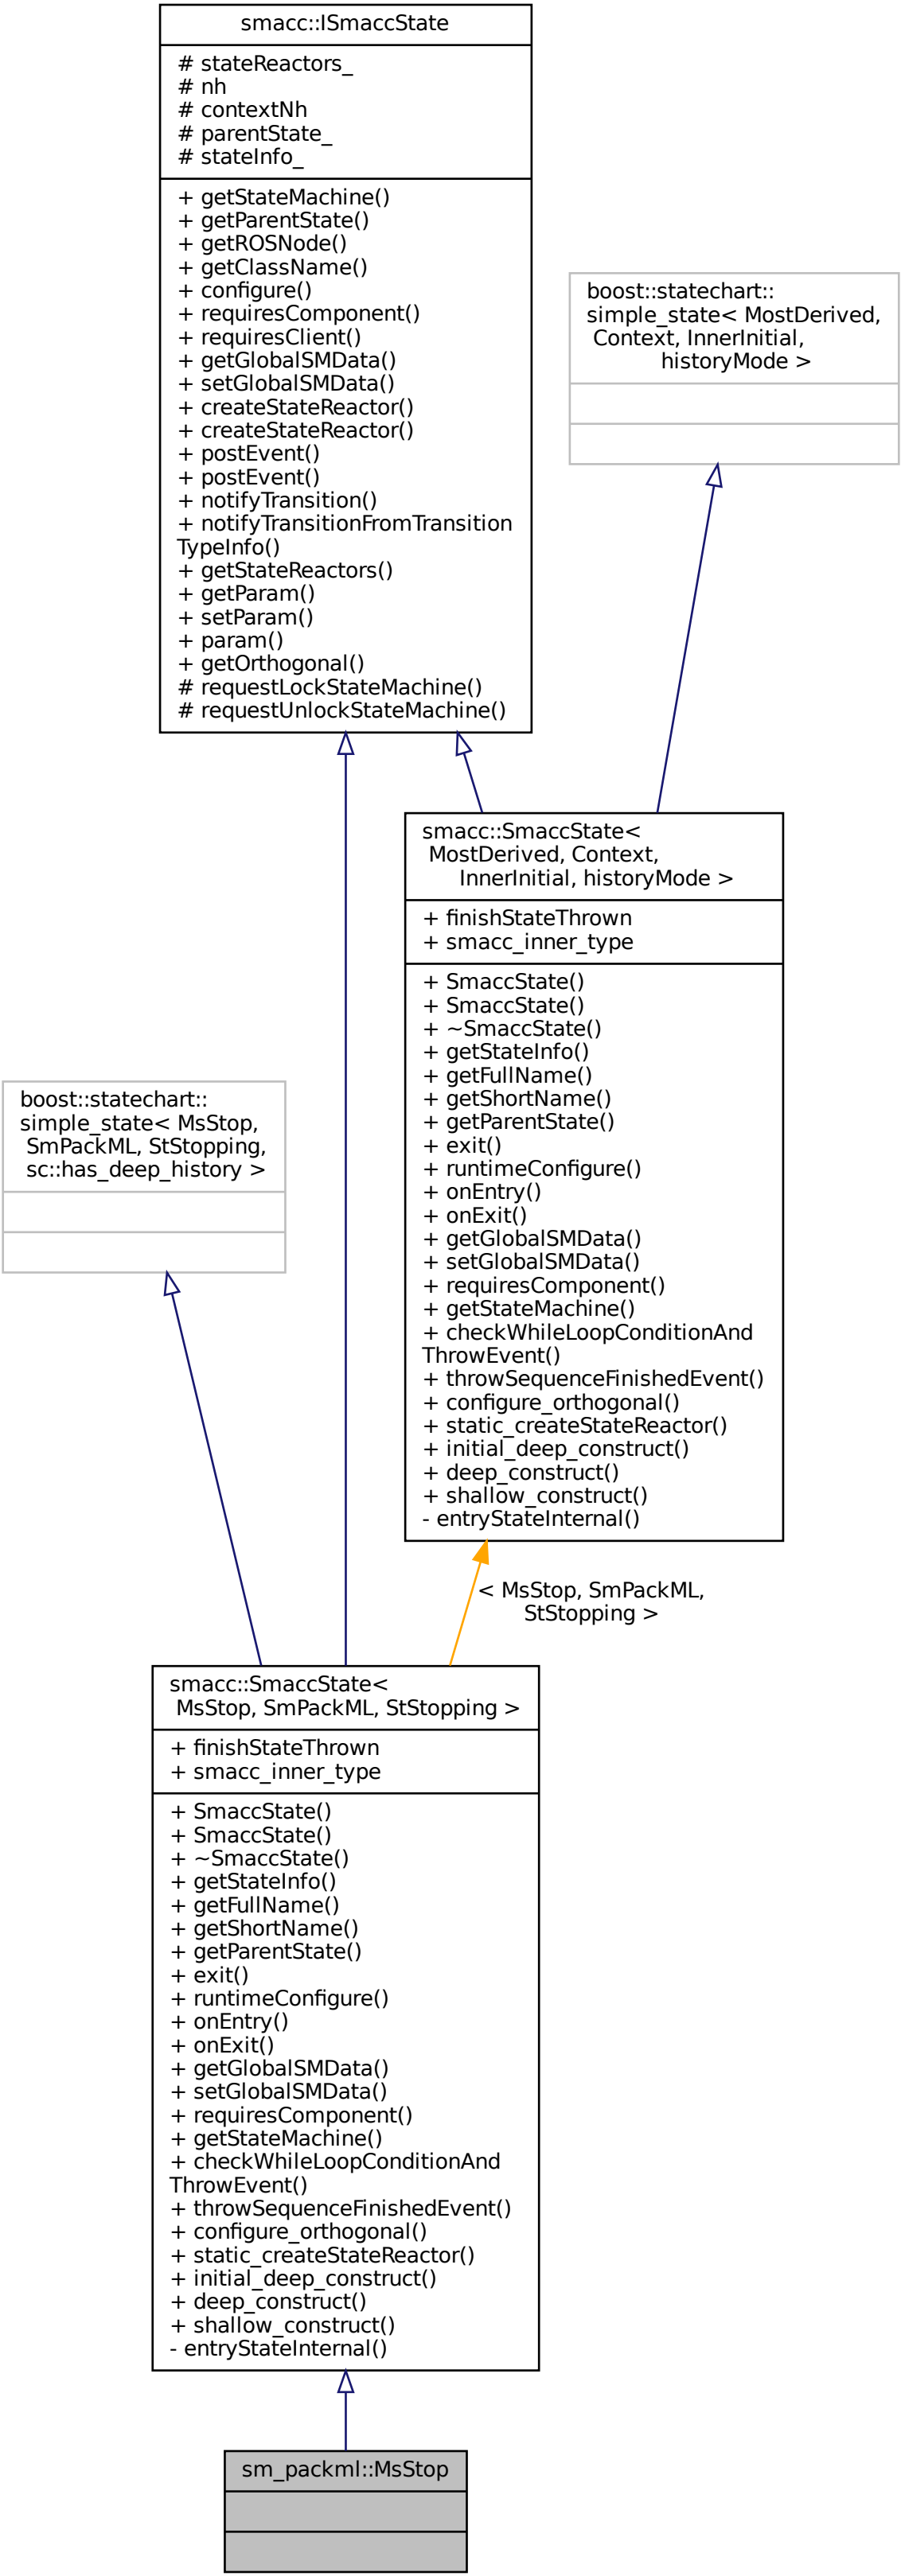 smacc::ISmaccState
# stateReactors_
# nh
# contextNh
# parentState_
# stateInfo_
+ getStateMachine()
+ getParentState()
+ getROSNode()
+ getClassName()
+ configure()
+ requiresComponent()
+ requiresClient()
+ getGlobalSMData()
+ setGlobalSMData()
+ createStateReactor()
+ createStateReactor()
+ postEvent()
+ postEvent()
+ notifyTransition()
+ notifyTransitionFromTransition
TypeInfo()
+ getStateReactors()
+ getParam()
+ setParam()
+ param()
+ getOrthogonal()
# requestLockStateMachine()
# requestUnlockStateMachine()
boost::statechart::
simple_state< MostDerived,
Context, InnerInitial,
historyMode >
smacc::SmaccState<
MostDerived, Context,
InnerInitial, historyMode >
+ finishStateThrown
+ smacc_inner_type
+ SmaccState()
+ SmaccState()
+ ~SmaccState()
+ getStateInfo()
+ getFullName()
+ getShortName()
+ getParentState()
+ exit()
+ runtimeConfigure()
+ onEntry()
+ onExit()
+ getGlobalSMData()
+ setGlobalSMData()
+ requiresComponent()
+ getStateMachine()
+ checkWhileLoopConditionAnd
ThrowEvent()
+ throwSequenceFinishedEvent()
+ configure_orthogonal()
+ static_createStateReactor()
+ initial_deep_construct()
+ deep_construct()
+ shallow_construct()
- entryStateInternal()
boost::statechart::
simple_state< MsStop,
SmPackML, StStopping,
sc::has_deep_history >
< MsStop, SmPackML,
StStopping >
smacc::SmaccState<
MsStop, SmPackML, StStopping >
+ finishStateThrown
+ smacc_inner_type
+ SmaccState()
+ SmaccState()
+ ~SmaccState()
+ getStateInfo()
+ getFullName()
+ getShortName()
+ getParentState()
+ exit()
+ runtimeConfigure()
+ onEntry()
+ onExit()
+ getGlobalSMData()
+ setGlobalSMData()
+ requiresComponent()
+ getStateMachine()
+ checkWhileLoopConditionAnd
ThrowEvent()
+ throwSequenceFinishedEvent()
+ configure_orthogonal()
+ static_createStateReactor()
+ initial_deep_construct()
+ deep_construct()
+ shallow_construct()
- entryStateInternal()
sm_packml::MsStop